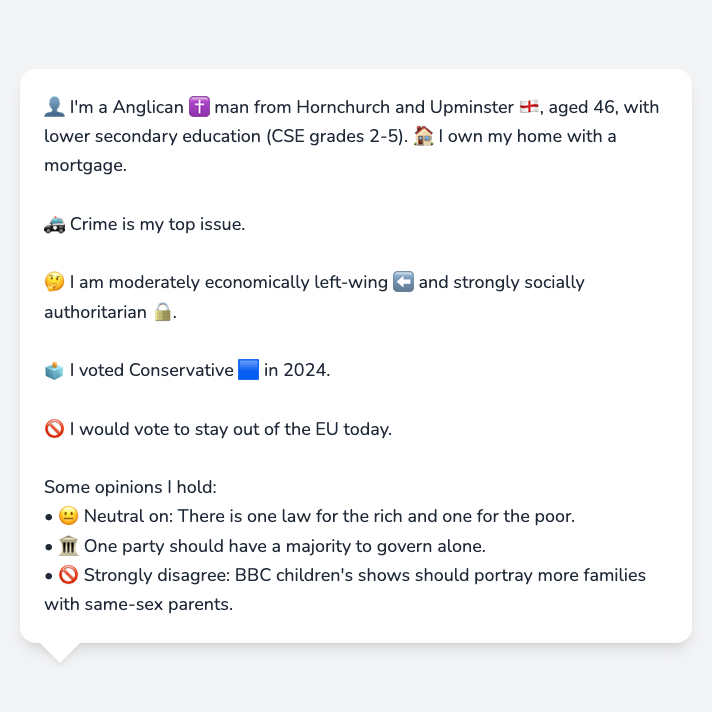 👤 I'm a Anglican ✝️ man from Hornchurch and Upminster 🏴󠁧󠁢󠁥󠁮󠁧󠁿, aged 46, with
lower secondary education (CSE grades 2-5). 🏠 I own my home with a
mortgage.
🚓 Crime is my top issue.
🤔 I am moderately economically left-wing ⬅️ and strongly socially
authoritarian 🔒.
🗳️ I voted Conservative 🟦 in 2024.
🚫 I would vote to stay out of the EU today.
Some opinions I hold:
• 😐 Neutral on: There is one law for the rich and one for the poor.
• 🏛️ One party should have a majority to govern alone.
• 🚫 Strongly disagree: BBC children's shows should portray more families
with same-sex parents.